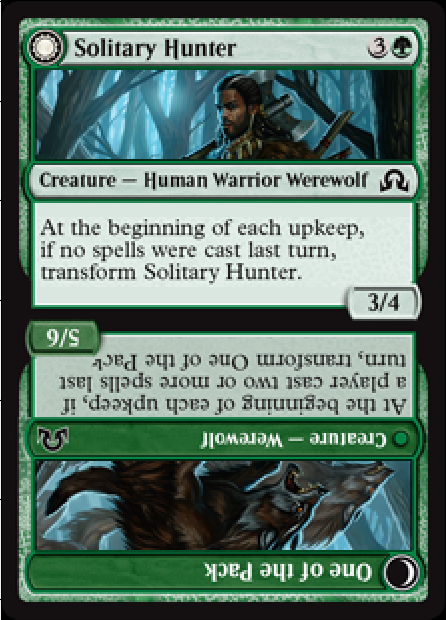 Solitary Hunter 3
Creature — Human Warrior Werewolf
At the beginning of each upkeep,
if no spells were cast last turn,
transform Solitary Hunter.
3/4
One of the Pack
Creature — Werewolf
At the beginning of each upkeep, if
a player cast two or more spells last
turn, transform One of the Pack.
5/6